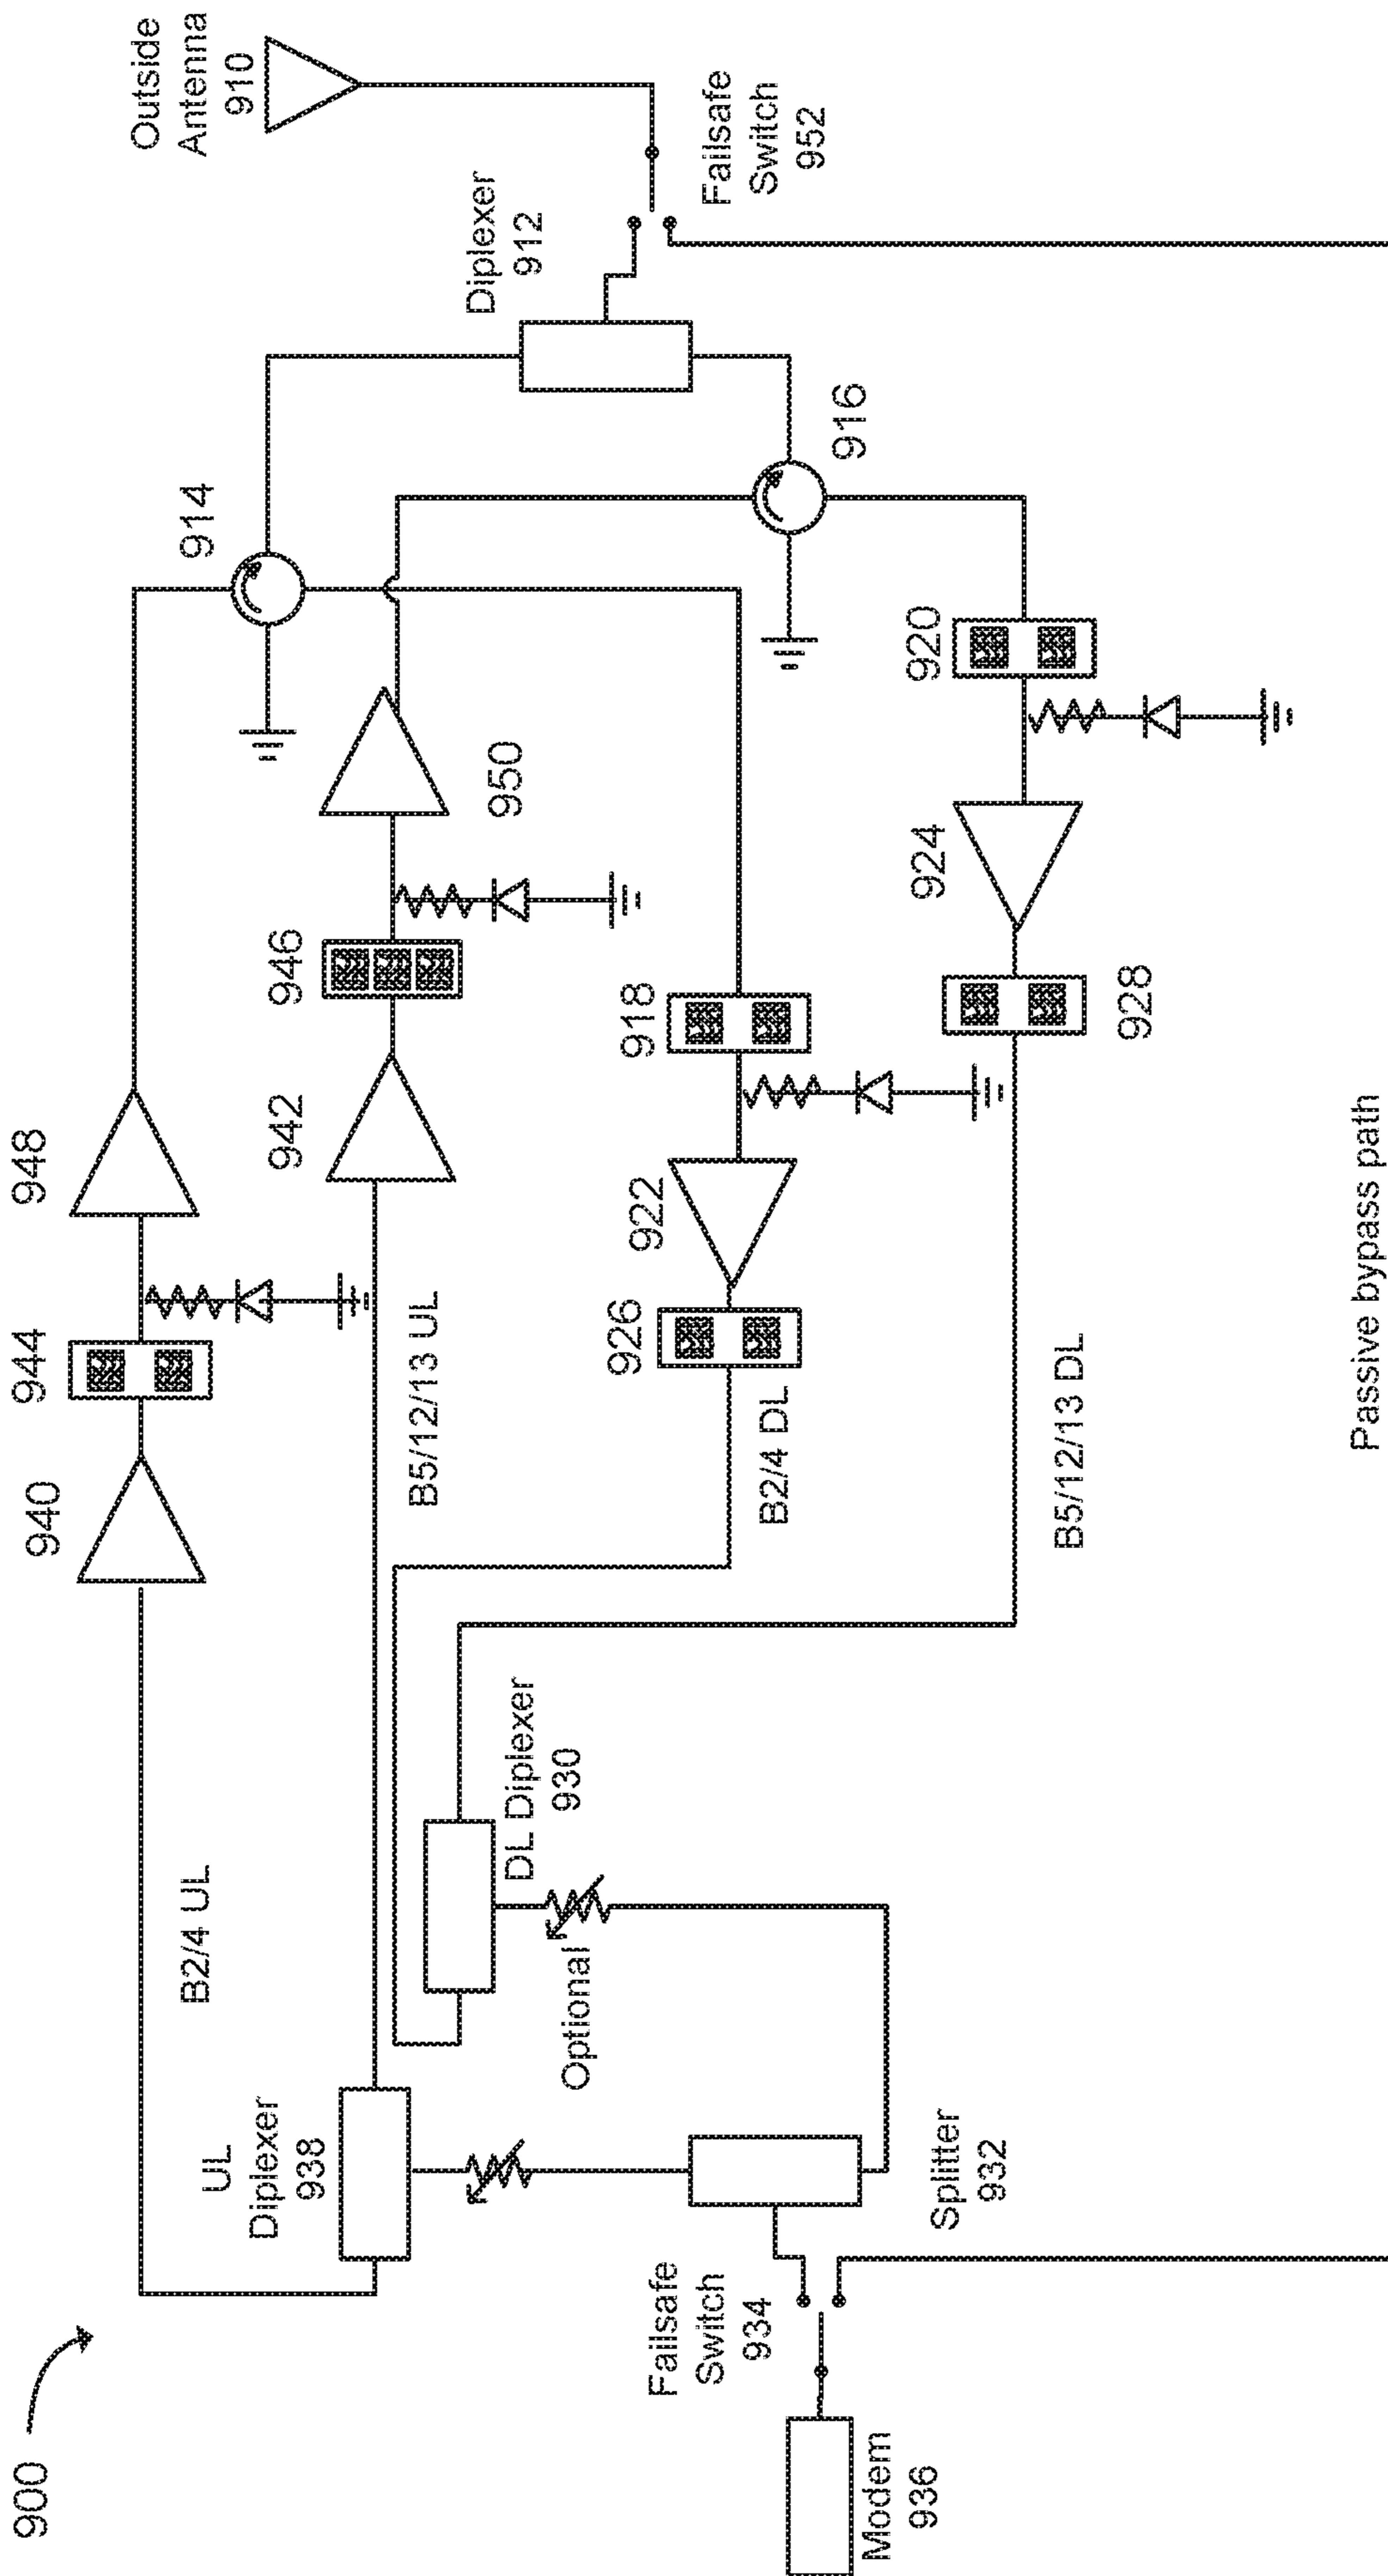 900
Outside
Antenna
910
Failsafe
Switch
952
Diplexer
912
914
916
948
944
940
950
946
942
B2/4 UL
B5/12/13 UL
918
922
926
B2/4 DL
920
924
928
B5/12/13 DL
UL
Diplexer
938
DL Diplexer
930
Optional
Splitter
932
Failsafe
Switch
934
Modem
936
Passive bypass path